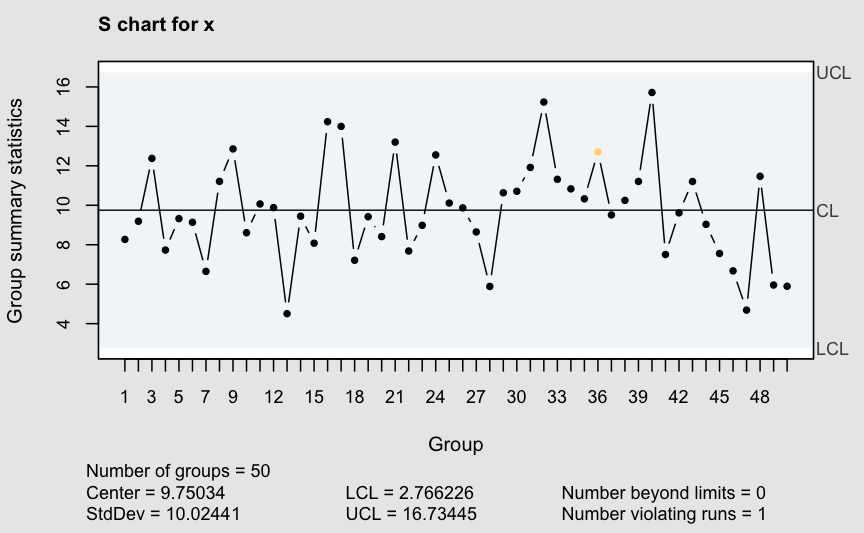 S chart for x
Group summary statistics
16
14
12
10
8
6
4
UCL
CL
LCL
1 3 5 7 9 12 15 18 21 24 27 30 33 36 39 42 45 48
Group
Number of groups = 50
Center = 9.75034 LCL = 2.766226 Number beyond limits = 0
StdDev = 10.02441 UCL = 16.73445 Number violating runs = 1